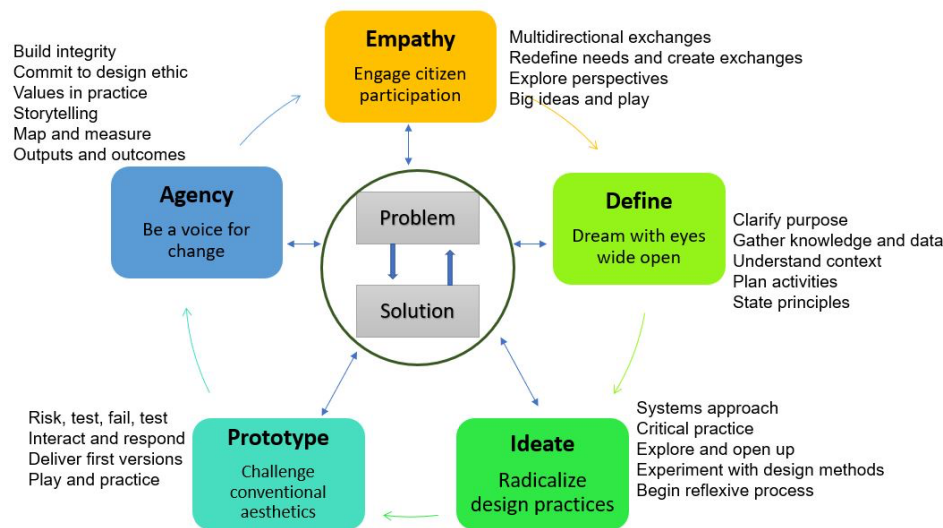 Empathy
Engage citizen
participation
Multidirectional exchanges
Redefine needs and create exchanges
Explore perspectives
Big ideas and play
Define
Dream with eyes
wide open
Clarify purpose
Gather knowledge and data
Understand context
Plan activities
State principles
Ideate
Radicalize
design practices
Systems approach
Critical practice
Explore and open up
Experiment with design methods
Begin reflexive process
Prototype
Challenge
conventional
aesthetics
Risk, test, fail, test
Interact and respond
Deliver first versions
Play and practice
Agency
Be a voice for
change
Build integrity
Commit to design ethic
Values in practice
Storytelling
Map and measure
Outputs and outcomes
Problem
Solution